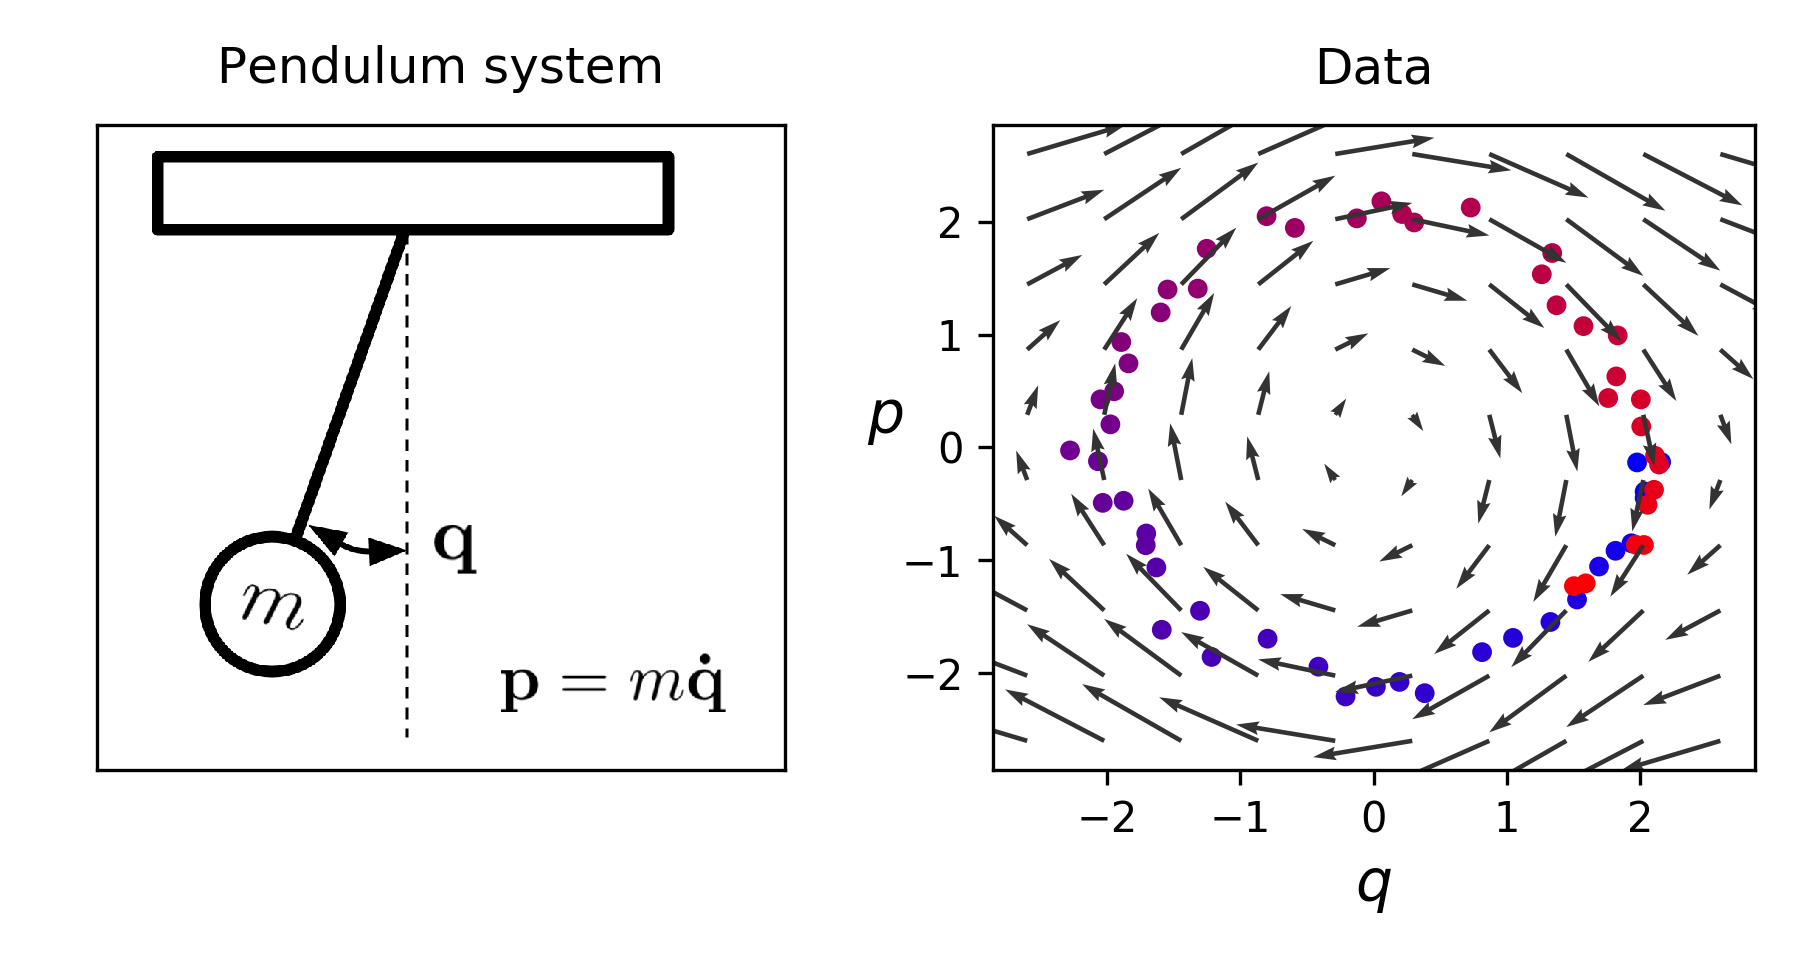 Pendulum system
q
m
p = mq̇
Data
2
1
0
−1
−2
p
−2 −1 0 1 2
q